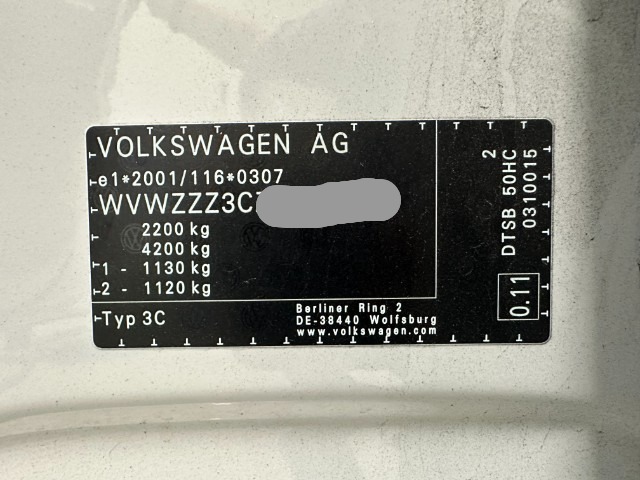 VOLKSWAGEN AG
e1*2001/116*0307
WVWZZZ3CZ
2200 kg
4200 kg
1 - 1130 kg
2 - 1120 kg
Typ 3C
Berliner Ring 2
DE-38440 Wolfsburg
www.volkswagen.com
2
DTSB 50HC
0310015
0.11